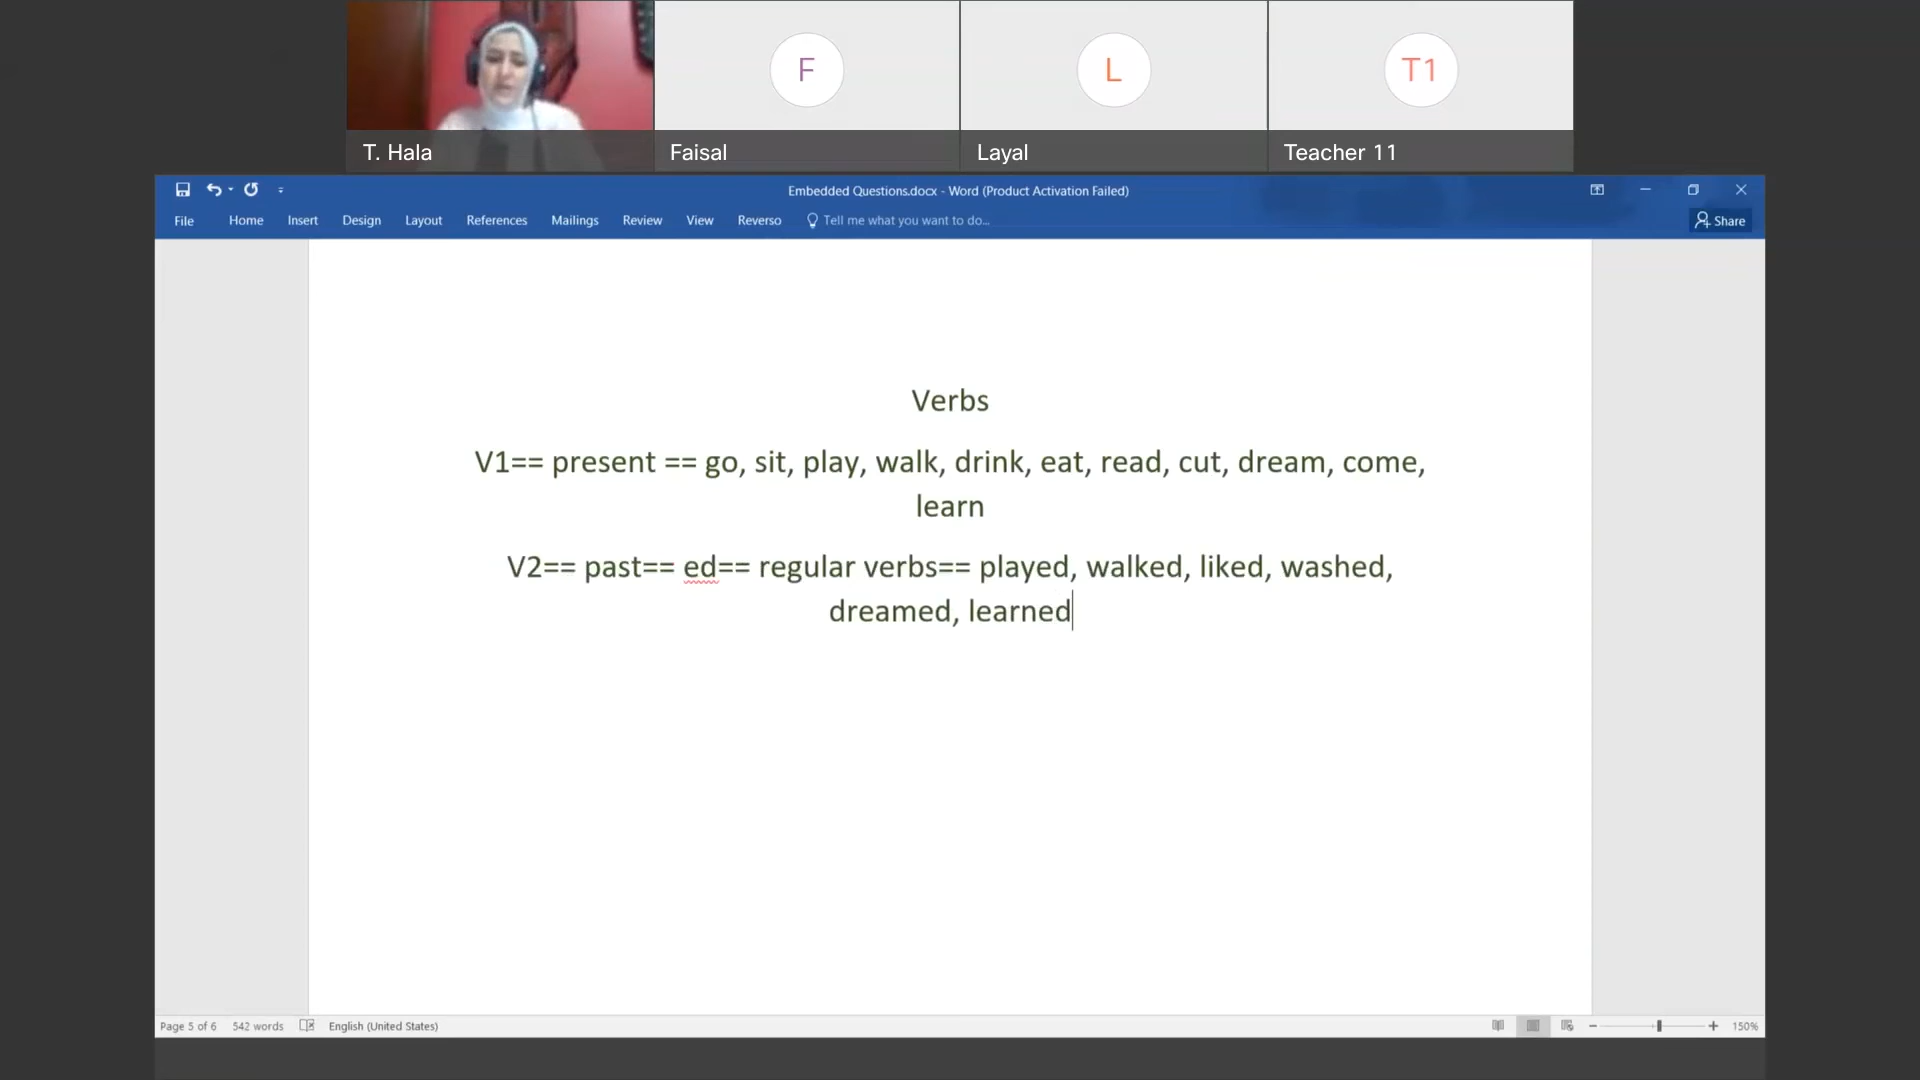 F
L
T1
T. Hala
Faisal
Layal
Teacher 11
Embedded Questions.docx - Word (Product Activation Failed)
File Home Insert Design Layout References Mailings Review View Reverso Tell me what you want to do... Share
Verbs
V1== present == go, sit, play, walk, drink, eat, read, cut, dream, come,
learn
V2== past== ed== regular verbs== played, walked, liked, washed,
dreamed, learned
Page 5 of 6 542 words English (United States) 150%